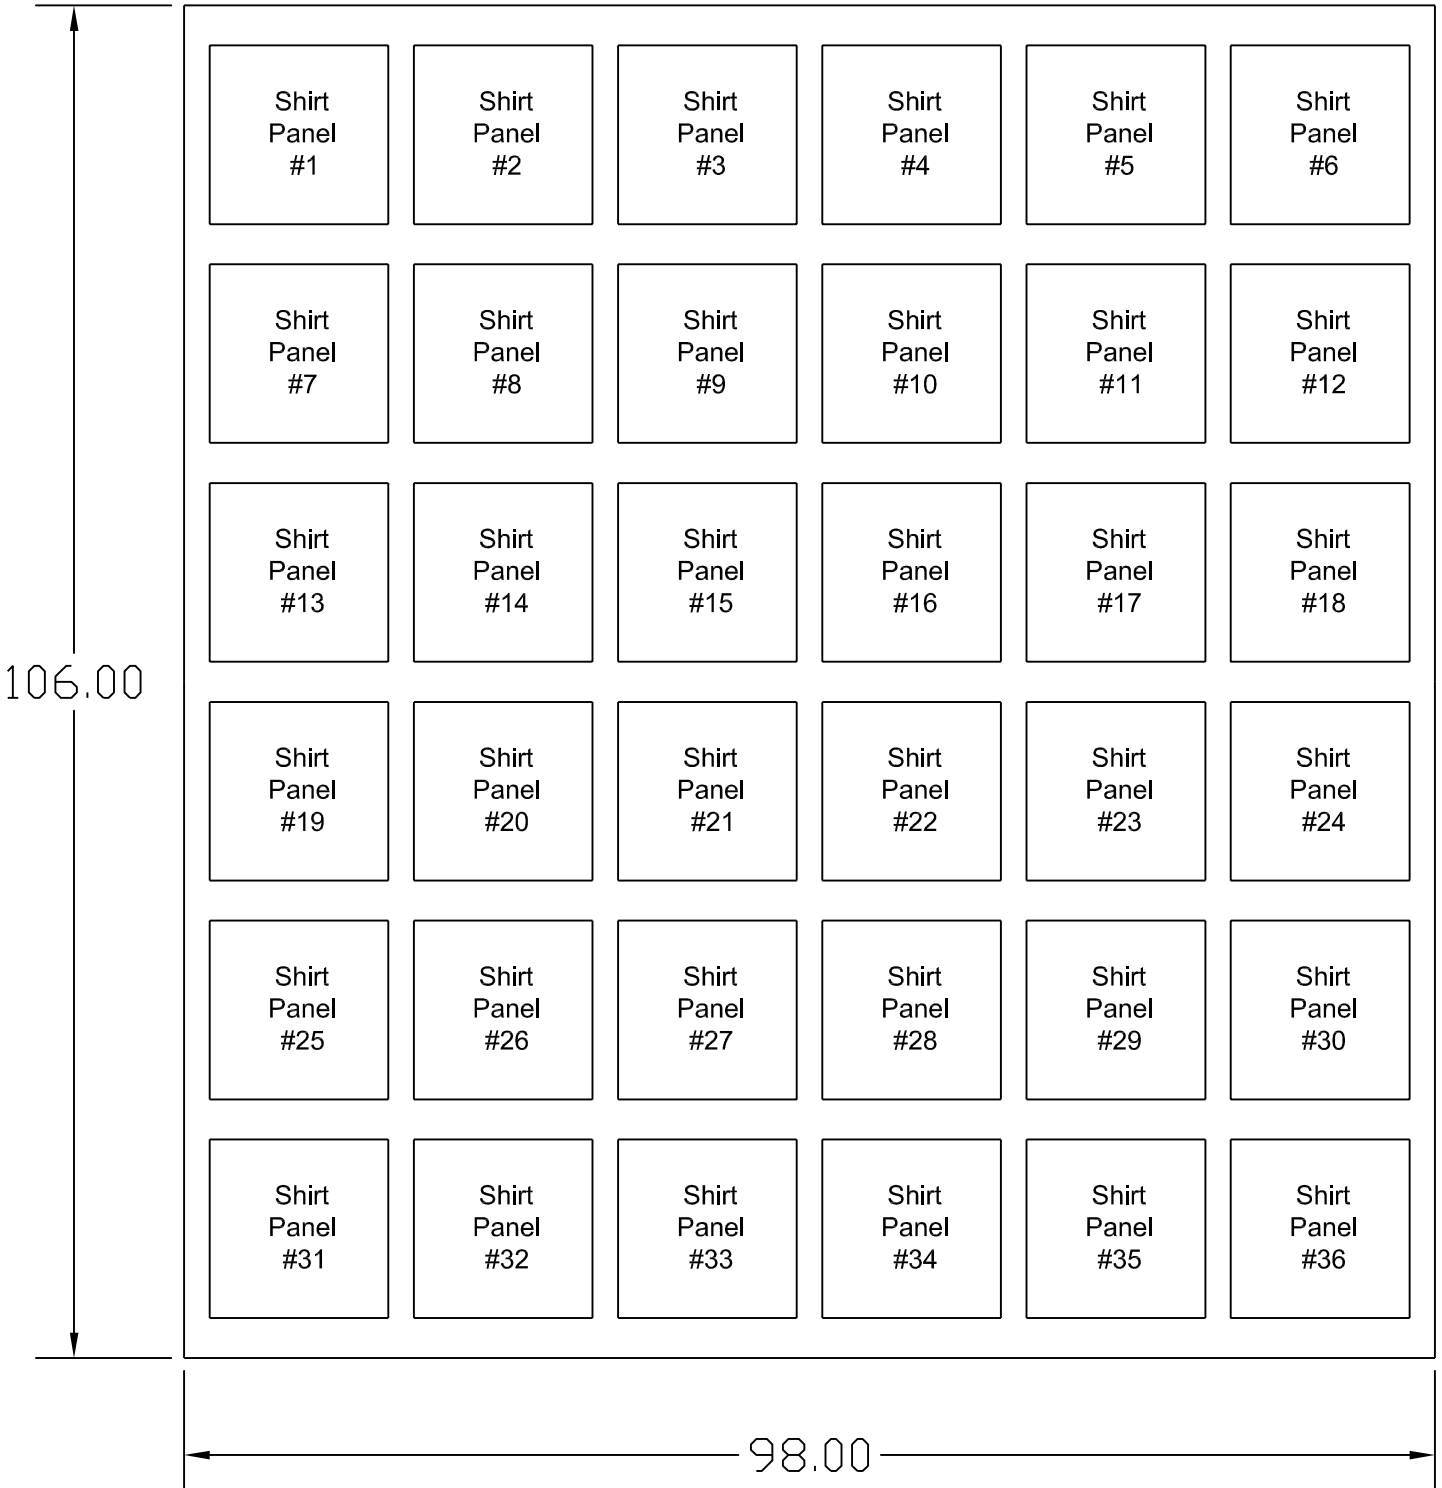 Shirt
Panel
#1
Shirt
Panel
#2
Shirt
Panel
#3
Shirt
Panel
#4
Shirt
Panel
#5
Shirt
Panel
#6
Shirt
Panel
#7
Shirt
Panel
#8
Shirt
Panel
#9
Shirt
Panel
#10
Shirt
Panel
#11
Shirt
Panel
#12
Shirt
Panel
#13
Shirt
Panel
#14
Shirt
Panel
#15
Shirt
Panel
#16
Shirt
Panel
#17
Shirt
Panel
#18
106.00
Shirt
Panel
#19
Shirt
Panel
#20
Shirt
Panel
#21
Shirt
Panel
#22
Shirt
Panel
#23
Shirt
Panel
#24
Shirt
Panel
#25
Shirt
Panel
#26
Shirt
Panel
#27
Shirt
Panel
#28
Shirt
Panel
#29
Shirt
Panel
#30
Shirt
Panel
#31
Shirt
Panel
#32
Shirt
Panel
#33
Shirt
Panel
#34
Shirt
Panel
#35
Shirt
Panel
#36
98.00